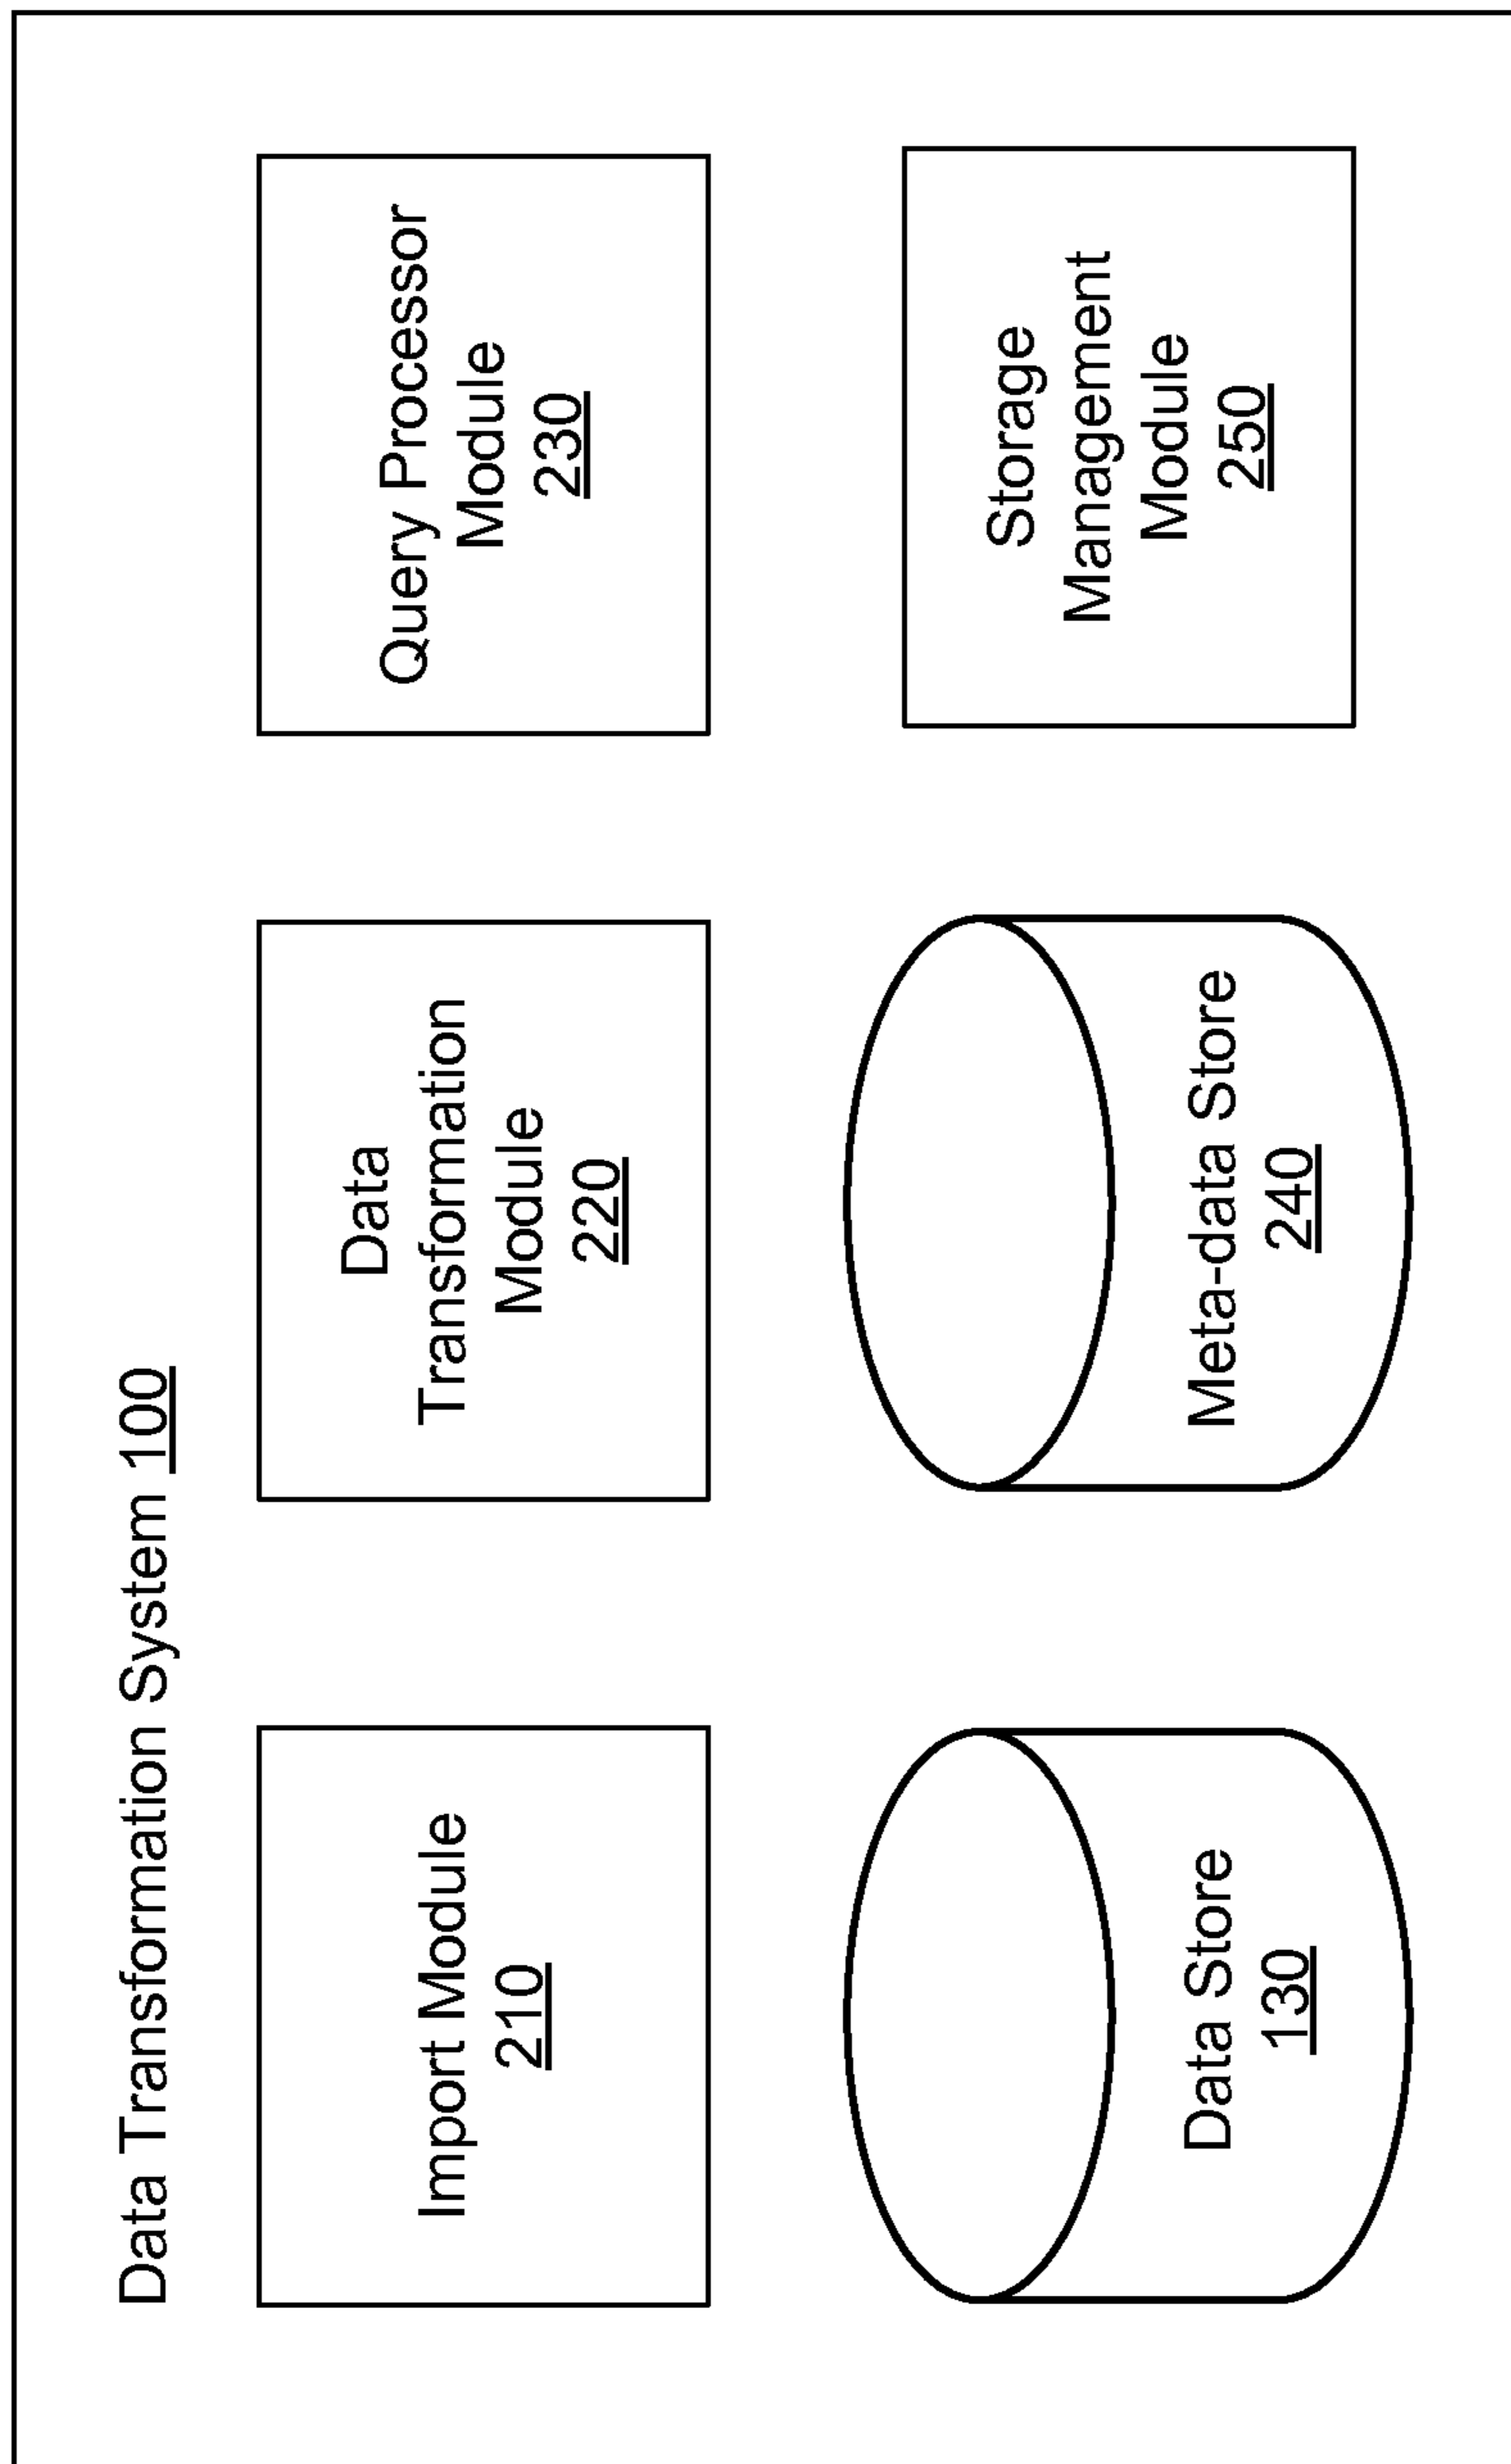 Data Transformation System 100
Import Module
210
Data
Transformation
Module
220
Query Processor
Module
230
Data Store
130
Meta-data Store
240
Storage
Management
Module
250